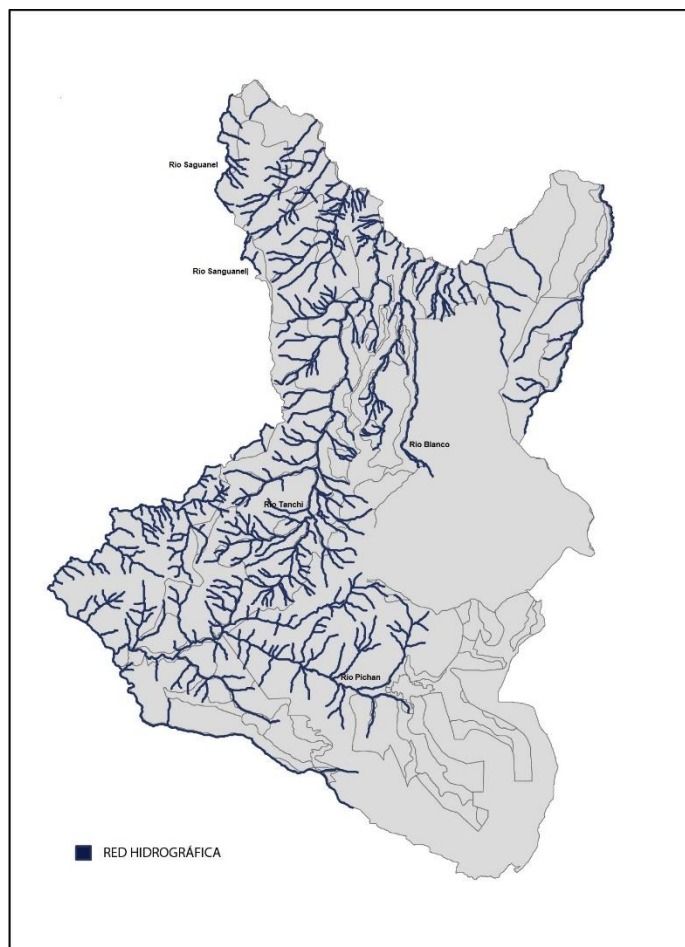 Rio Saguanel
Rio Sanguanel
Rio Blanco
Rio Tanchi
Rio Pichan
RED HIDROGRÁFICA